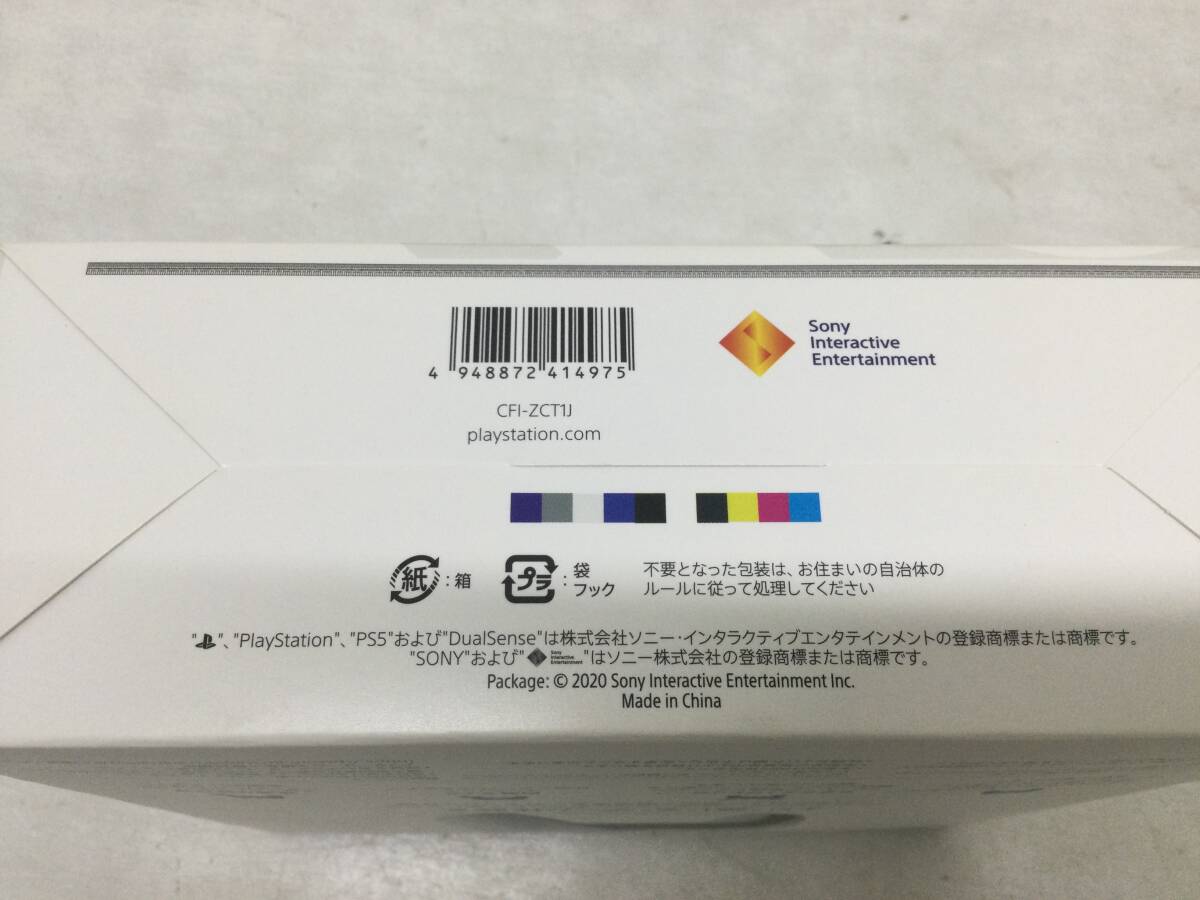 4 948872 414975
CFI-ZCT1J
playstation.com
Sony
Interactive
Entertainment
紙:箱
プラ:袋
フック
不要となった包装は、お住まいの自治体の
ルールに従って処理してください
" "、"PlayStation"、"PS5"および"DualSense"は株式会社ソニー・インタラクティブエンタテインメントの登録商標または商標です。
"SONY"および" Sony Interactive Entertainment "はソニー株式会社の登録商標または商標です。
Package: © 2020 Sony Interactive Entertainment Inc.
Made in China